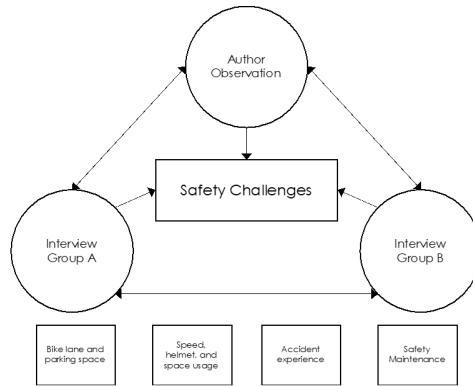 Author
Observation
Safety Challenges
Interview
Group A
Interview
Group B
Bike lane and
parking space
Speed,
helmet, and
space usage
Accident
experience
Safety
Maintenance